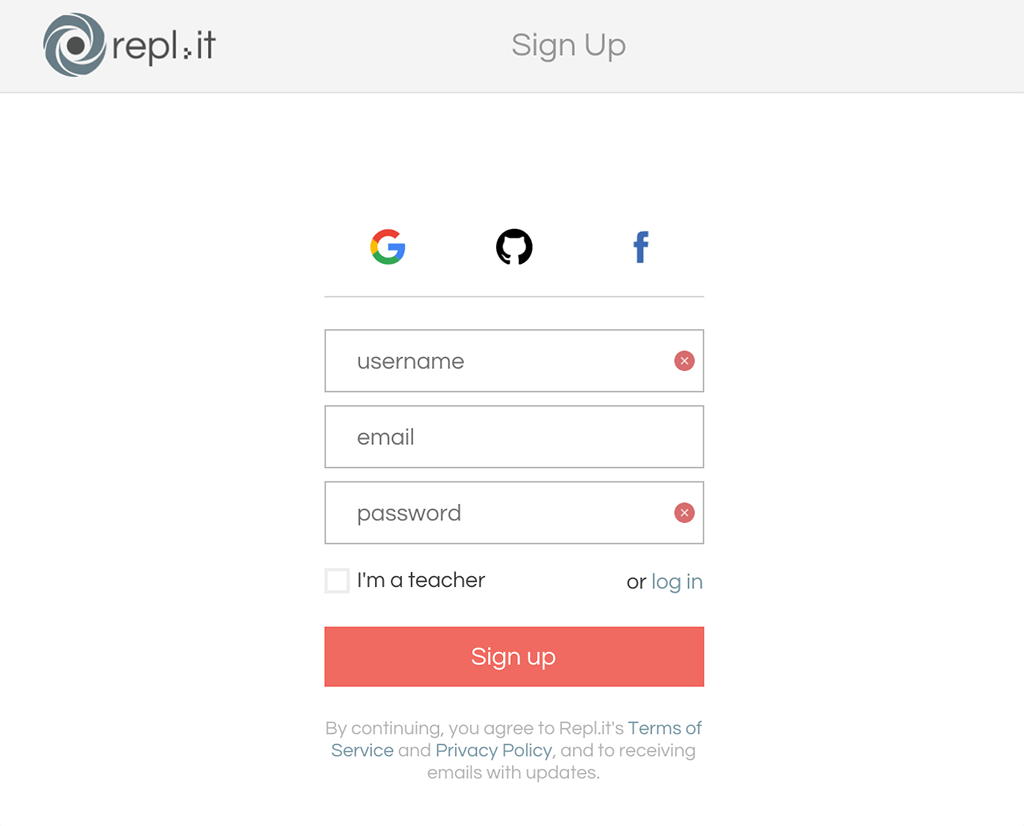 repl.it
Sign Up
username
email
password
I'm a teacher
or log in
Sign up
By continuing, you agree to Repl.it's Terms of
Service and Privacy Policy, and to receiving
emails with updates.